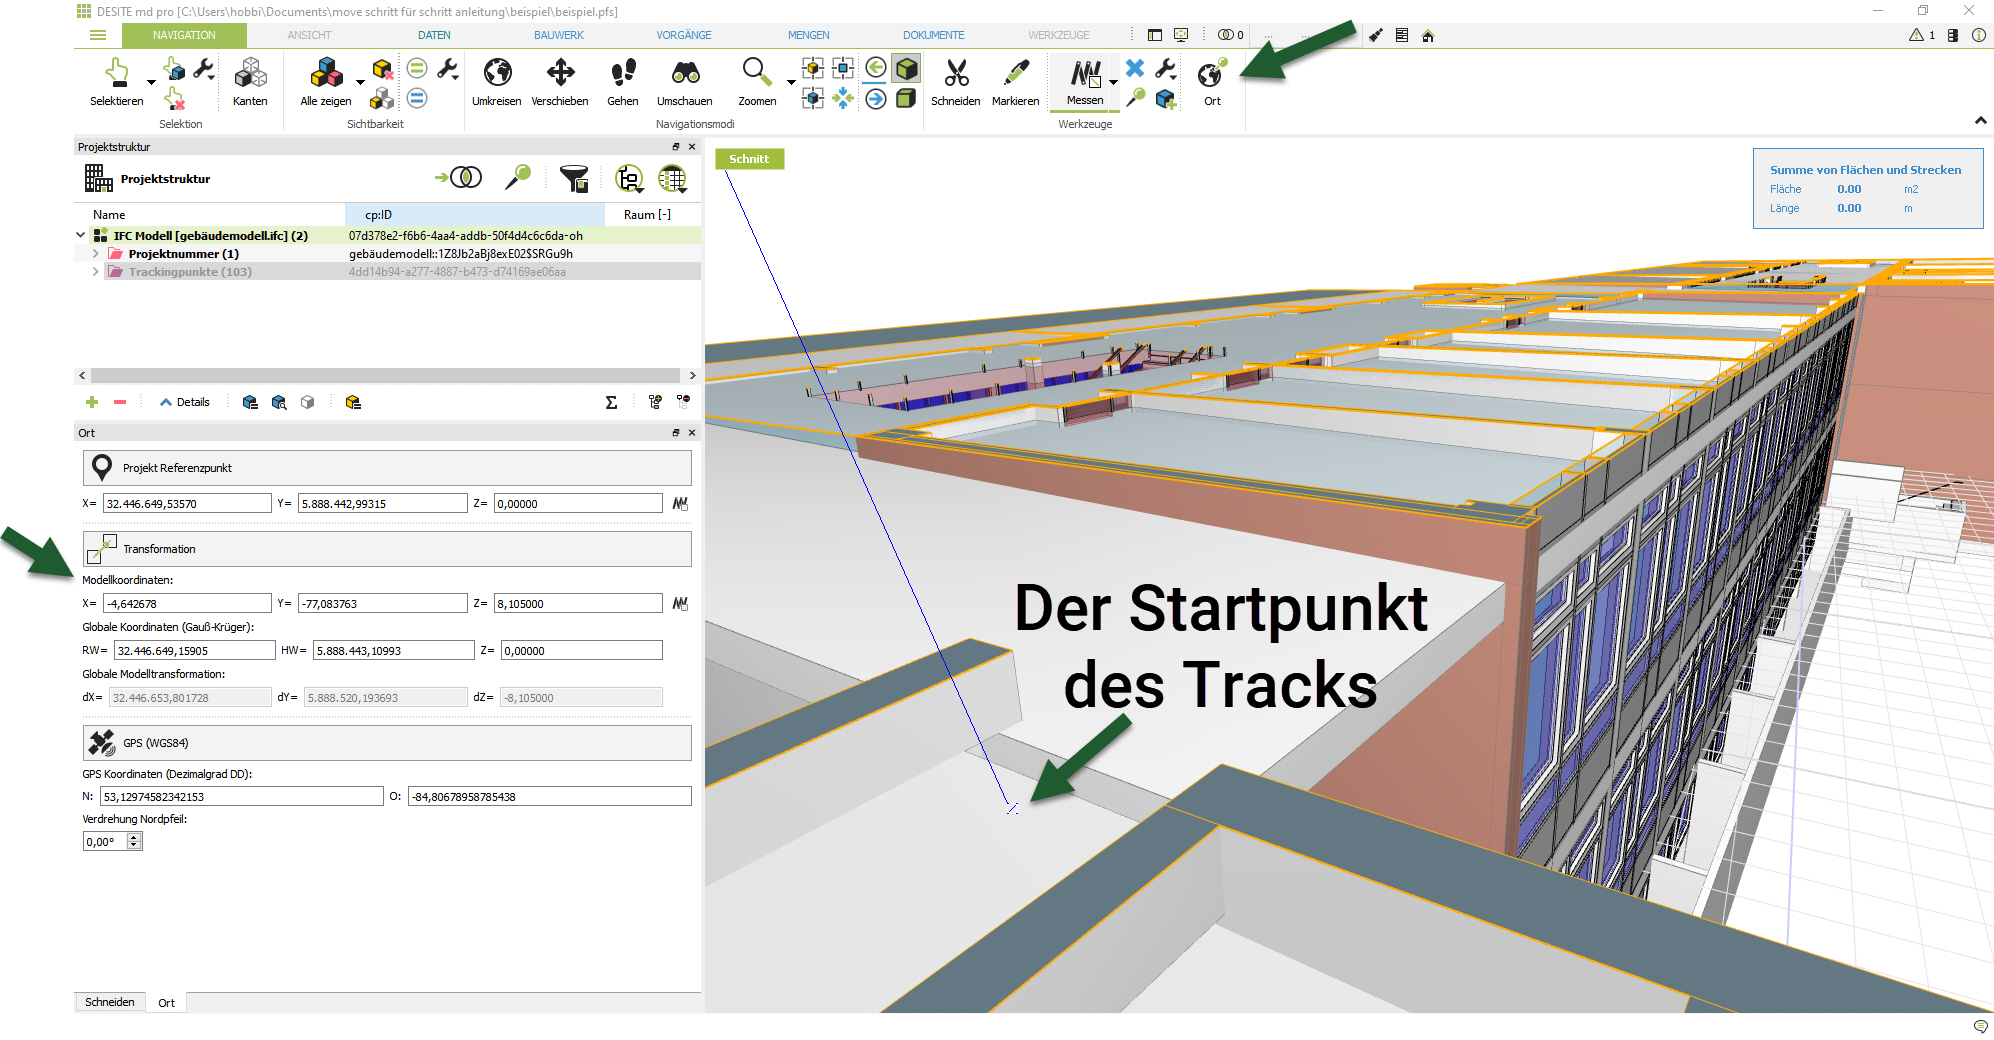 DESITE md pro [C:\Users\hobbi\Documents\move schritt für schritt anleitung\beispiel\beispiel.pfs]
NAVIGATION ANSICHT DATEN BAUWERK VORGÄNGE MENGEN DOKUMENTE WERKZEUGE 0 ... ... 1
Selektieren Kanten Alle zeigen Umkreisen Verschieben Gehen Umschauen Zoomen Schneiden Markieren Messen Ort
Selektion Sichtbarkeit Navigationsmodi Werkzeuge
Projektstruktur
Projektstruktur
Name cp:ID Raum [-]
IFC Modell [gebäudemodell.ifc] (2) 07d378e2-f6b6-4aa4-addb-50f4d4c6c6da-oh
Projektnummer (1) gebäudemodell::1Z8Jb2aBj8exE02$SRGu9h
Trackingpunkte (103) 4dd14b94-a277-4887-b473-d74169ae06aa
Details Σ
Ort
Projekt Referenzpunkt
X= 32.446.649,53570 Y= 5.888.442,99315 Z= 0,00000
Transformation
Modellkoordinaten:
X= -4,642678 Y= -77,083763 Z= 8,105000
Globale Koordinaten (Gauß-Krüger):
RW= 32.446.649,15905 HW= 5.888.443,10993 Z= 0,00000
Globale Modelltransformation:
dX= 32.446.653,801728 dY= 5.888.520,193693 dZ= -8,105000
GPS (WGS84)
GPS Koordinaten (Dezimalgrad DD):
N: 53,12974582342153 O: -84,80678958785438
Verdrehung Nordpfeil:
0,00°
Schneiden Ort
Schnitt
Summe von Flächen und Strecken
Fläche 0.00 m2
Länge 0.00 m
Der Startpunkt
des Tracks